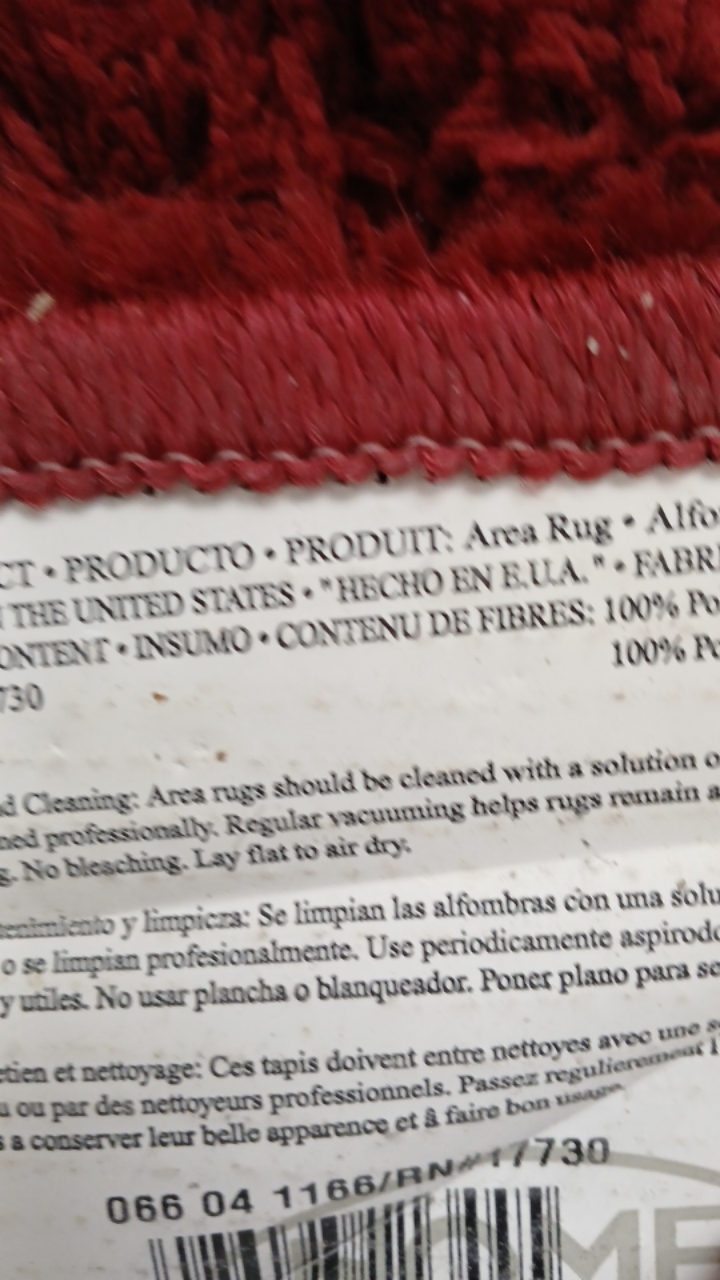 CT • PRODUCTO • PRODUIT: Area Rug • Alfo
THE UNITED STATES • "HECHO EN E.U.A." • FABRI
ONTENT • INSUMO • CONTENU DE FIBRES: 100% Po
100% Po
730
d Cleaning: Area rugs should be cleaned with a solution o
ned professionally. Regular vacuuming helps rugs remain a
g. No bleaching. Lay flat to air dry.
tenimiento y limpieza: Se limpian las alfombras con una solu
o se limpian profesionalmente. Use periodicamente aspirado
y utiles. No usar plancha o blanqueador. Poner plano para se
etien et nettoyage: Ces tapis doivent entre nettoyes avec une s
u ou par des nettoyeurs professionnels. Passez regulierement l
s a conserver leur belle apparence et â faire bon usage.
066 04 1166/RN#17730
OME